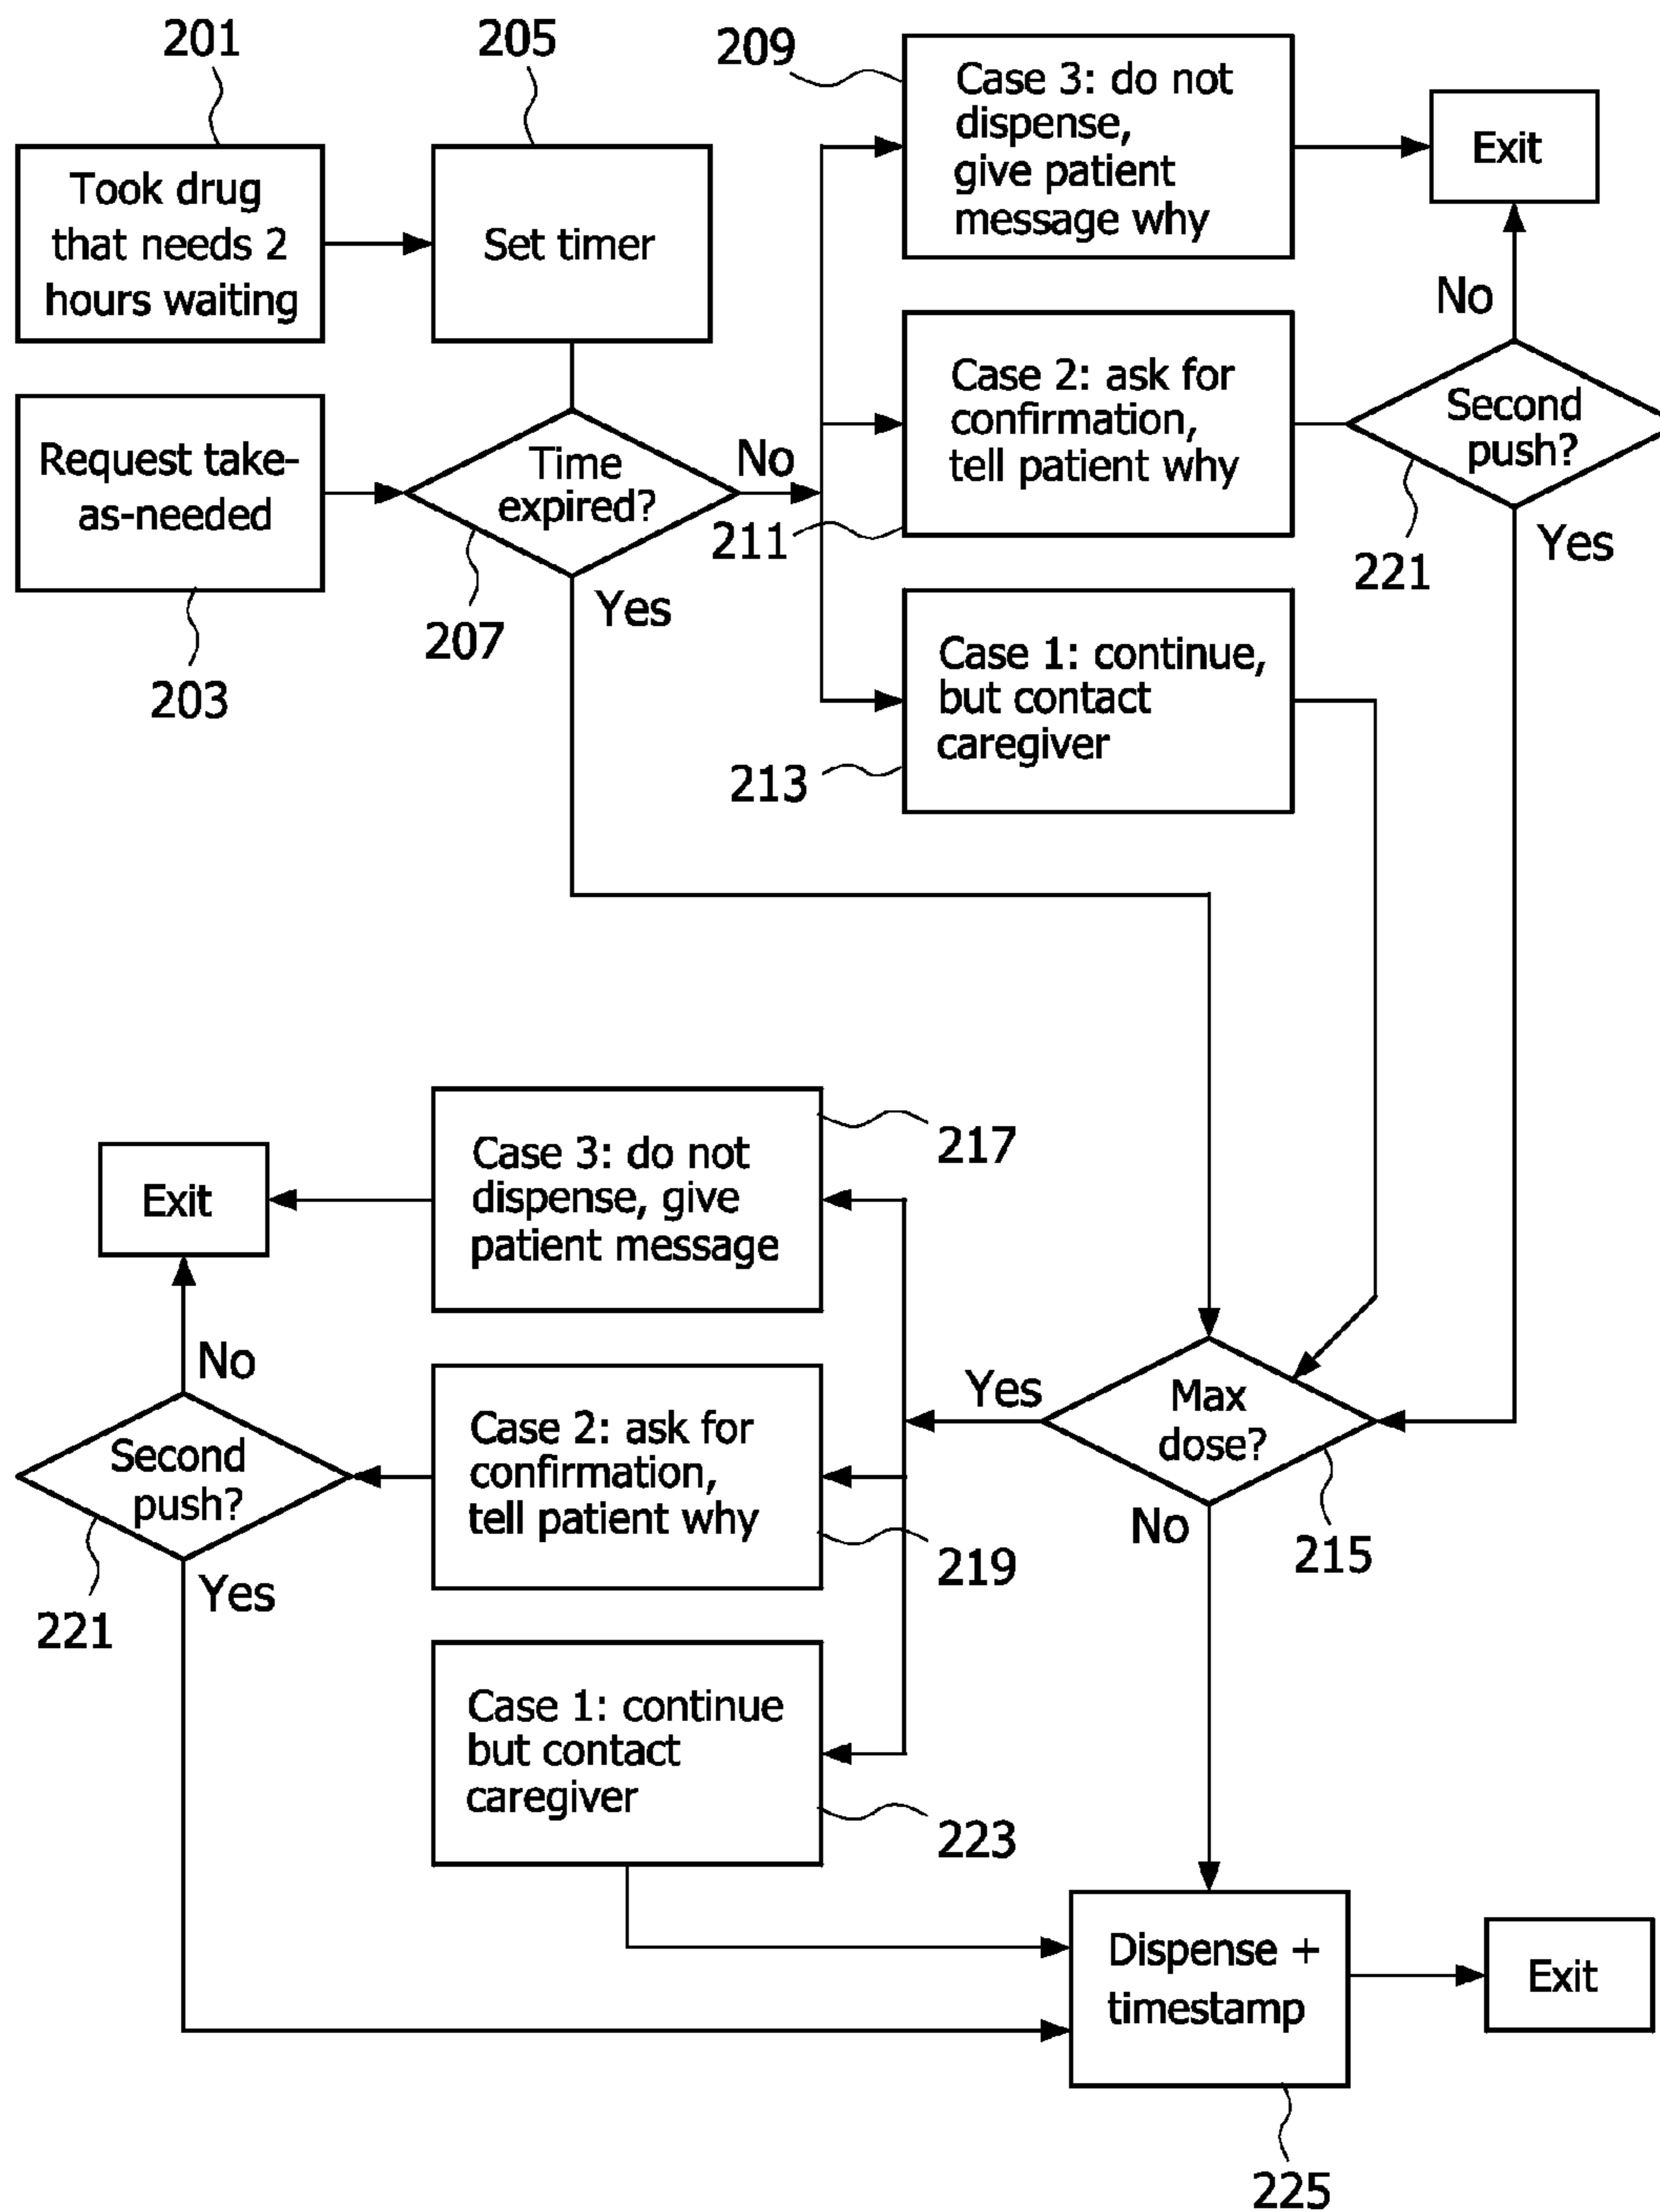 201
205
209
Took drug
that needs 2
hours waiting
Set timer
Case 3: do not
dispense,
give patient
message why
Exit
No
Request take-
as-needed
203
Time
expired?
207
No
Yes
211
Case 2: ask for
confirmation,
tell patient why
Second
push?
221
Yes
Case 1: continue,
but contact
caregiver
213
Case 3: do not
dispense, give
patient message
217
Exit
No
Case 2: ask for
confirmation,
tell patient why
219
Second
push?
221
Yes
Yes
Max
dose?
215
No
Case 1: continue
but contact
caregiver
223
Dispense +
timestamp
Exit
225